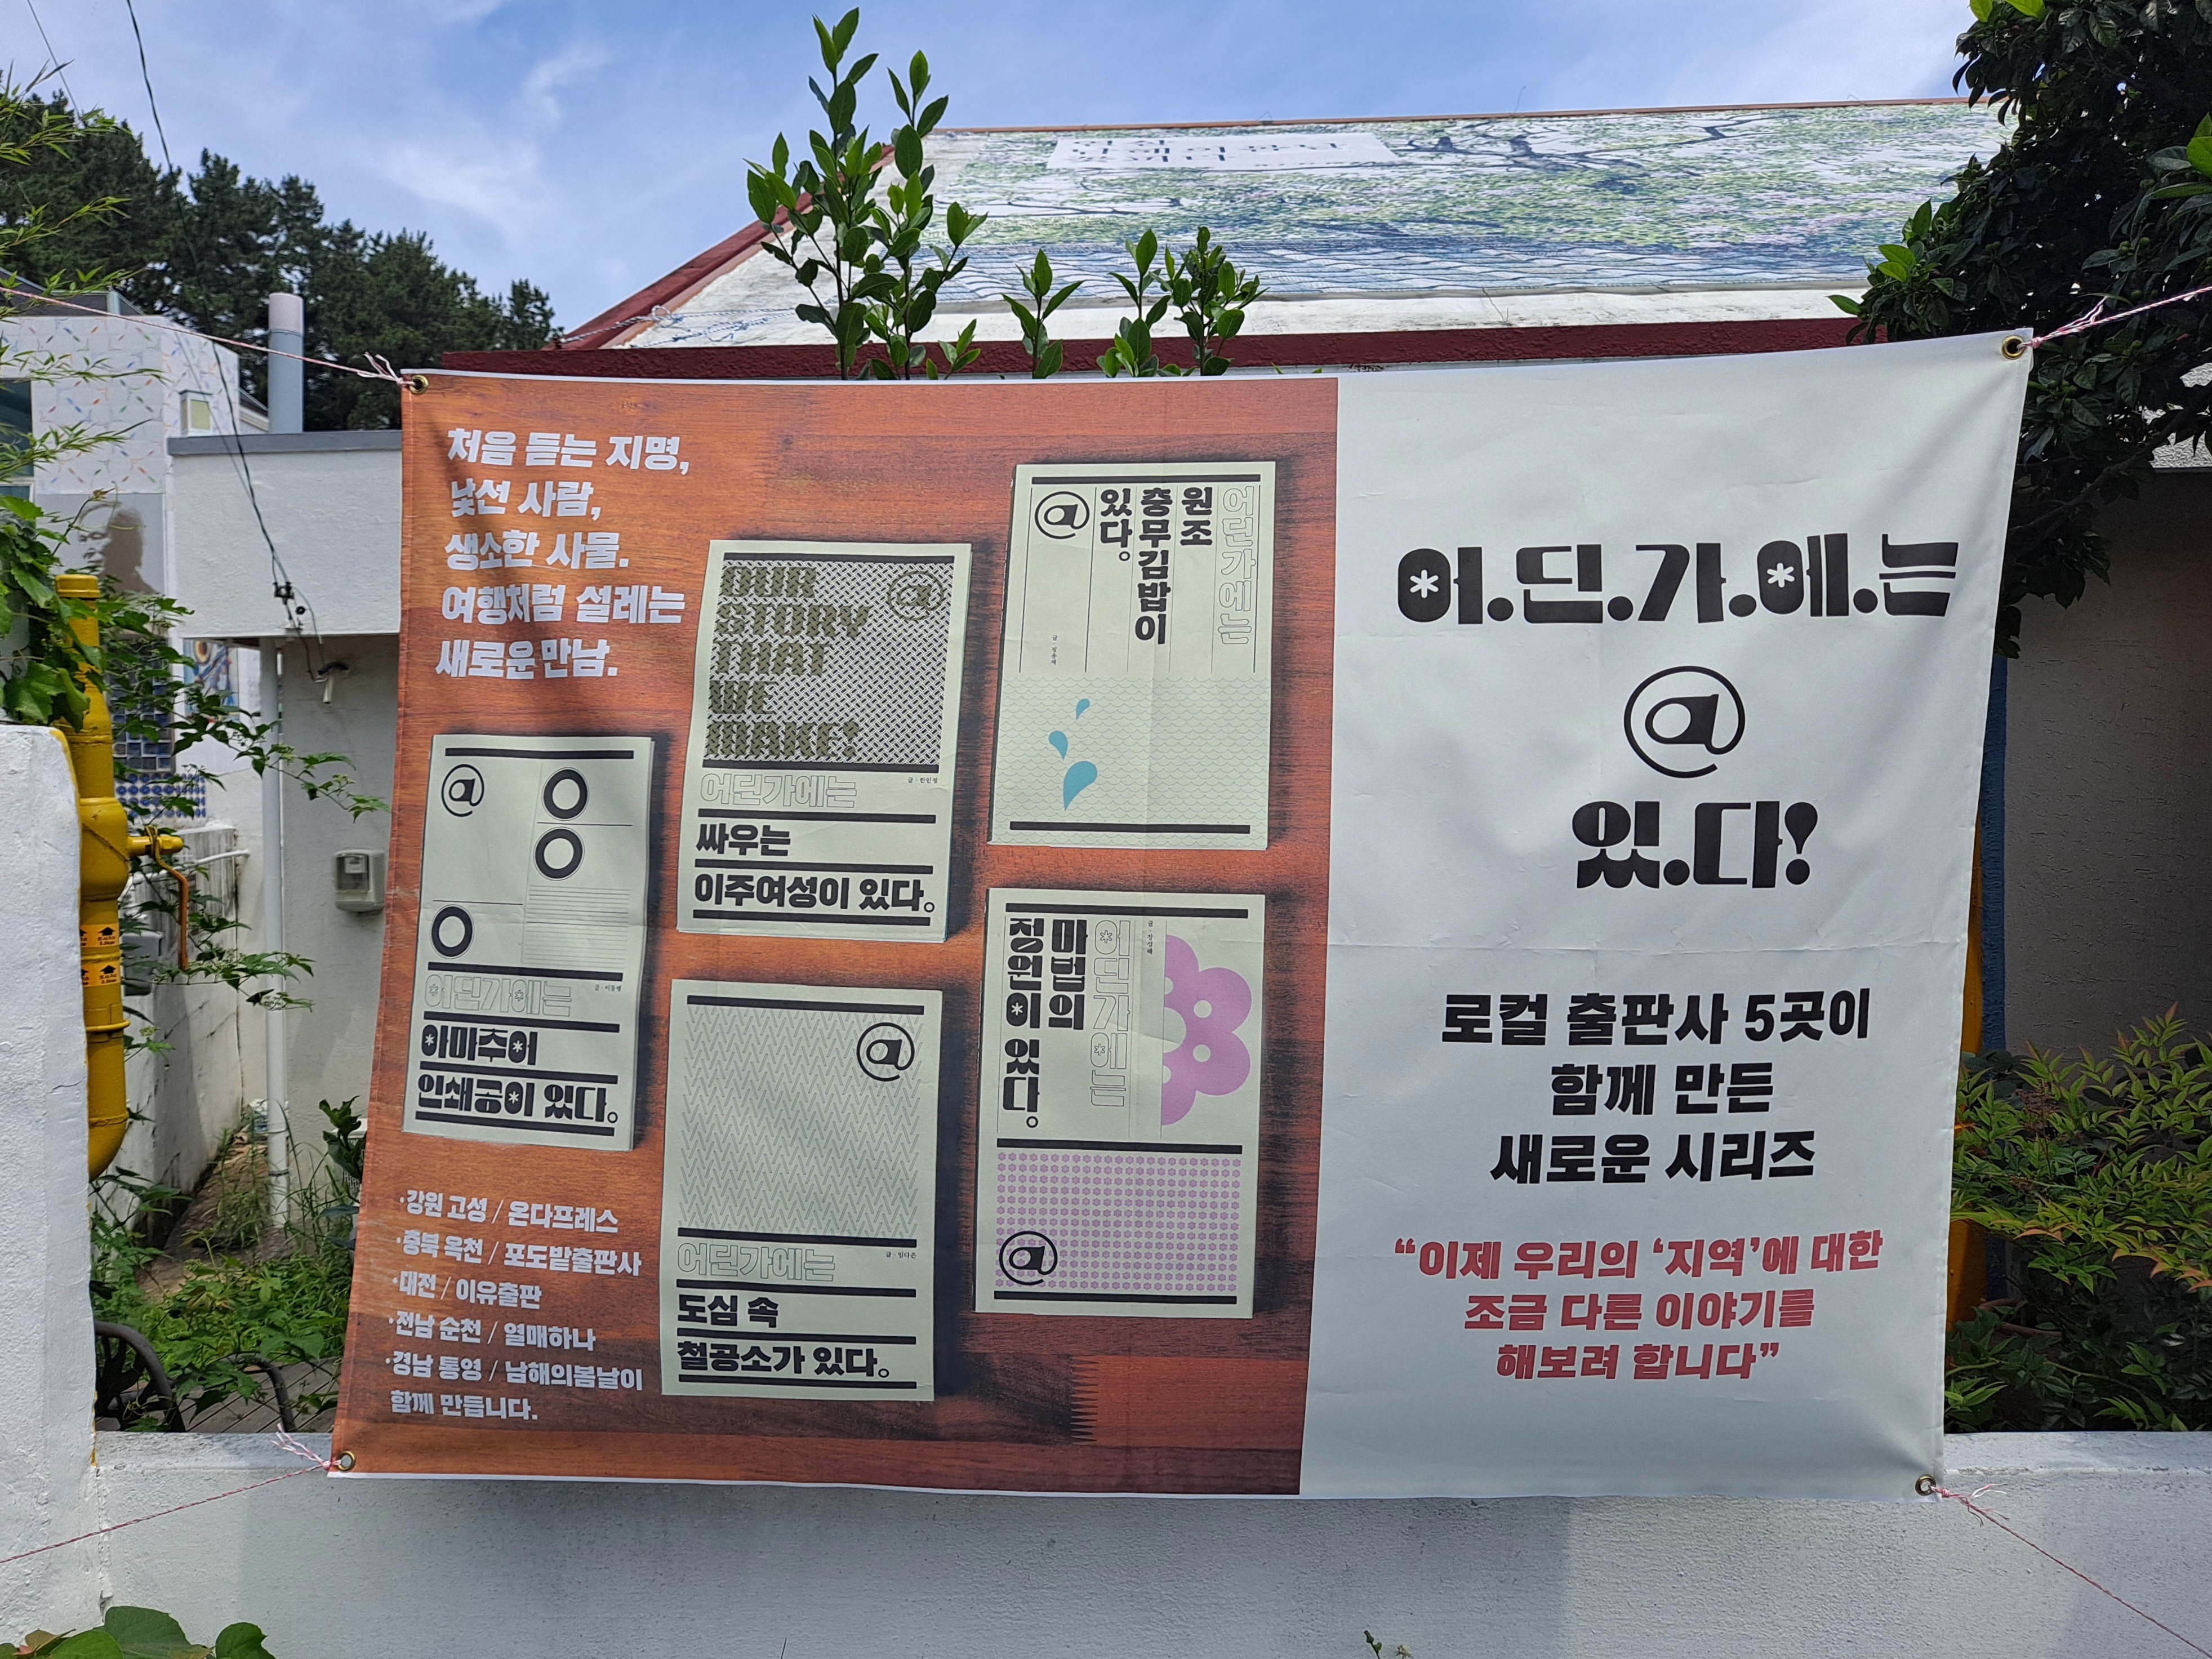 처음 듣는 지명,
낯선 사람,
생소한 사물.
여행처럼 설레는
새로운 만남.
@
어딘가에는
아마추어
인쇄공이 있다。
OUR
STORY
THAT
WE
MAKE!
@
어딘가에는
글·한인정
싸우는
이주여성이 있다。
@
어딘가에는
원조
충무김밥이
있다。
@
어딘가에는
글·임다은
도심 속
철공소가 있다。
어딘가에는
마법의
정원이 있다。
@
·강원 고성 / 온다프레스
·충북 옥천 / 포도밭출판사
·대전 / 이유출판
·전남 순천 / 열매하나
·경남 통영 / 남해의봄날이
함께 만듭니다.
어.딘.가.에.는
@
있.다!
로컬 출판사 5곳이
함께 만든
새로운 시리즈
“이제 우리의 ‘지역’에 대한
조금 다른 이야기를
해보려 합니다”